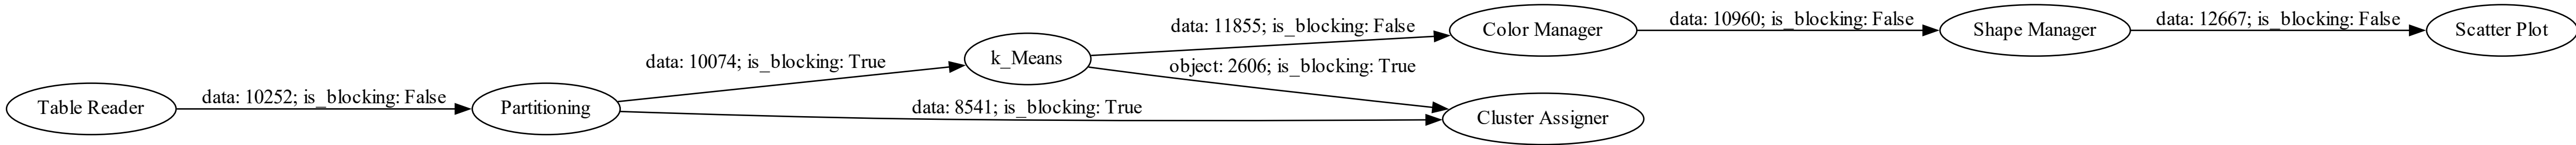 Table Reader
data: 10252; is_blocking: False
Partitioning
data: 10074; is_blocking: True
data: 8541; is_blocking: True
k_Means
data: 11855; is_blocking: False
object: 2606; is_blocking: True
Color Manager
Cluster Assigner
data: 10960; is_blocking: False
Shape Manager
data: 12667; is_blocking: False
Scatter Plot